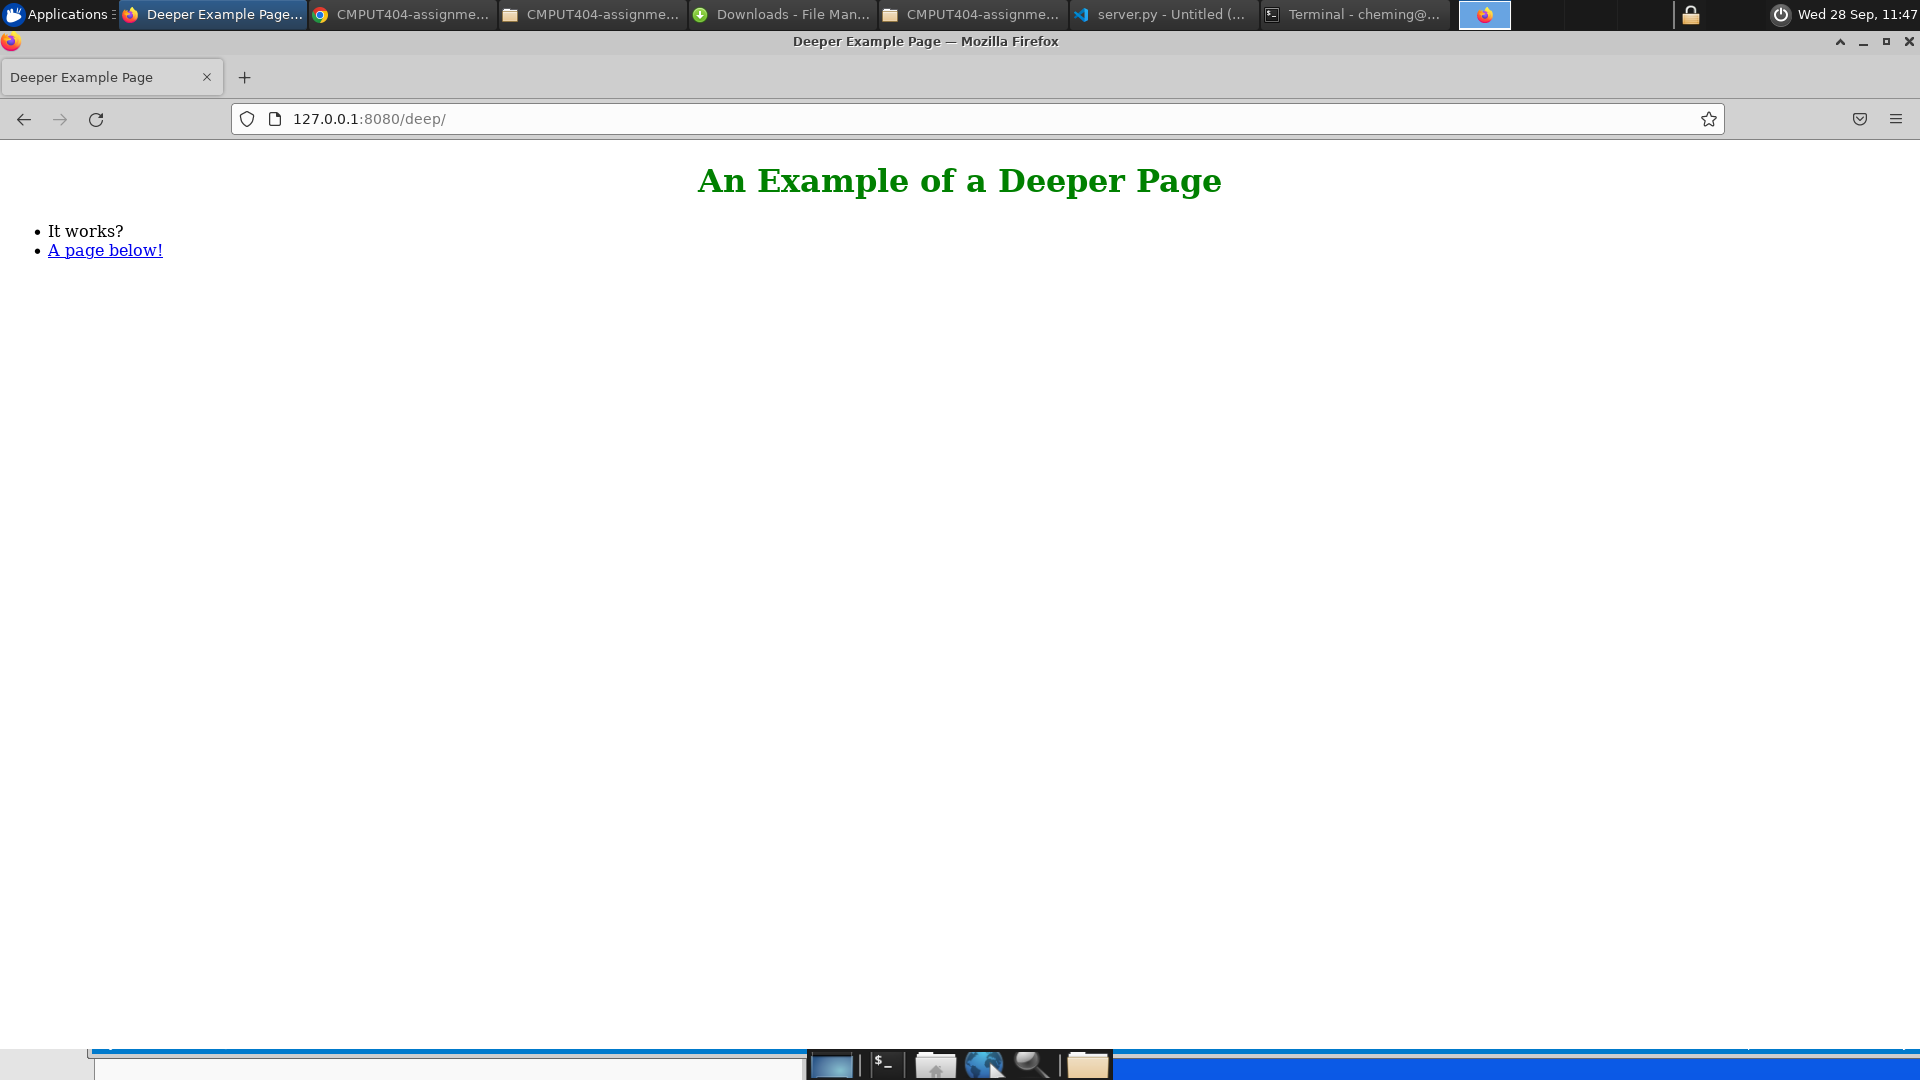 Applications Deeper Example Page... CMPUT404-assignme... CMPUT404-assignme... Downloads - File Man... CMPUT404-assignme... server.py - Untitled (... Terminal - cheming@... Wed 28 Sep, 11:47
Deeper Example Page — Mozilla Firefox
Deeper Example Page
127.0.0.1:8080/deep/
An Example of a Deeper Page
• It works?
• A page below!
$_